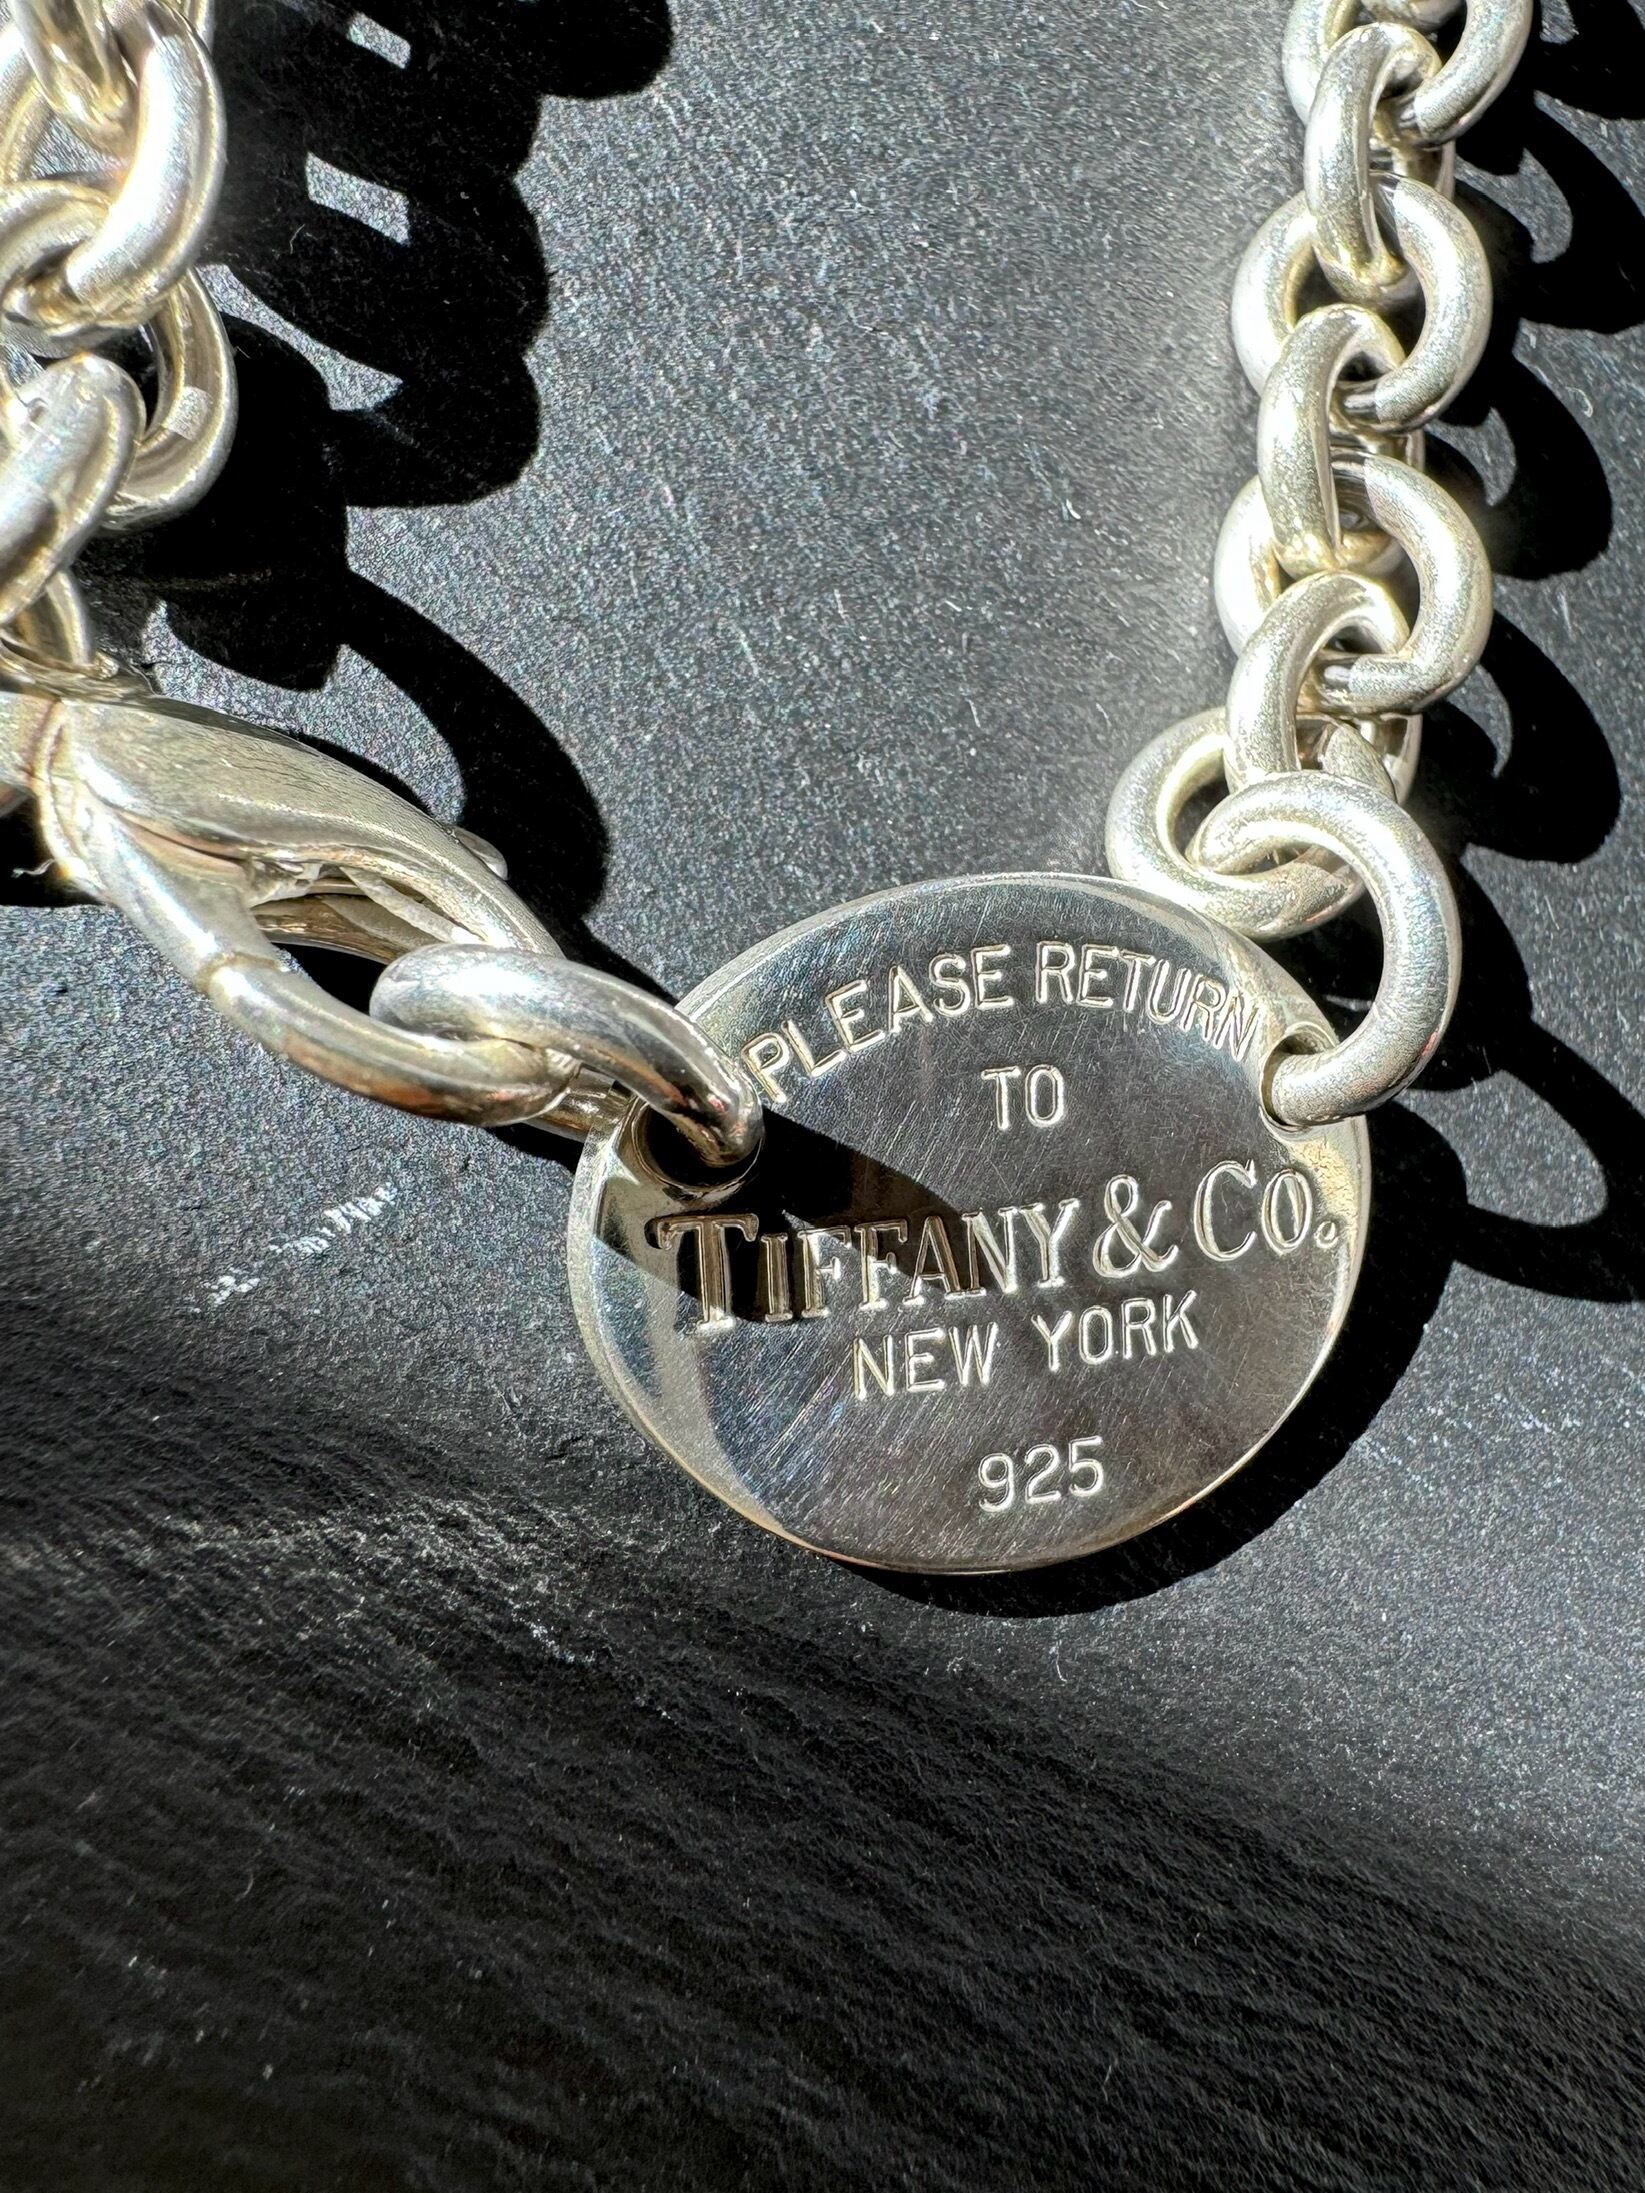 PLEASE RETURN
TO
TIFFANY & CO.
NEW YORK
925